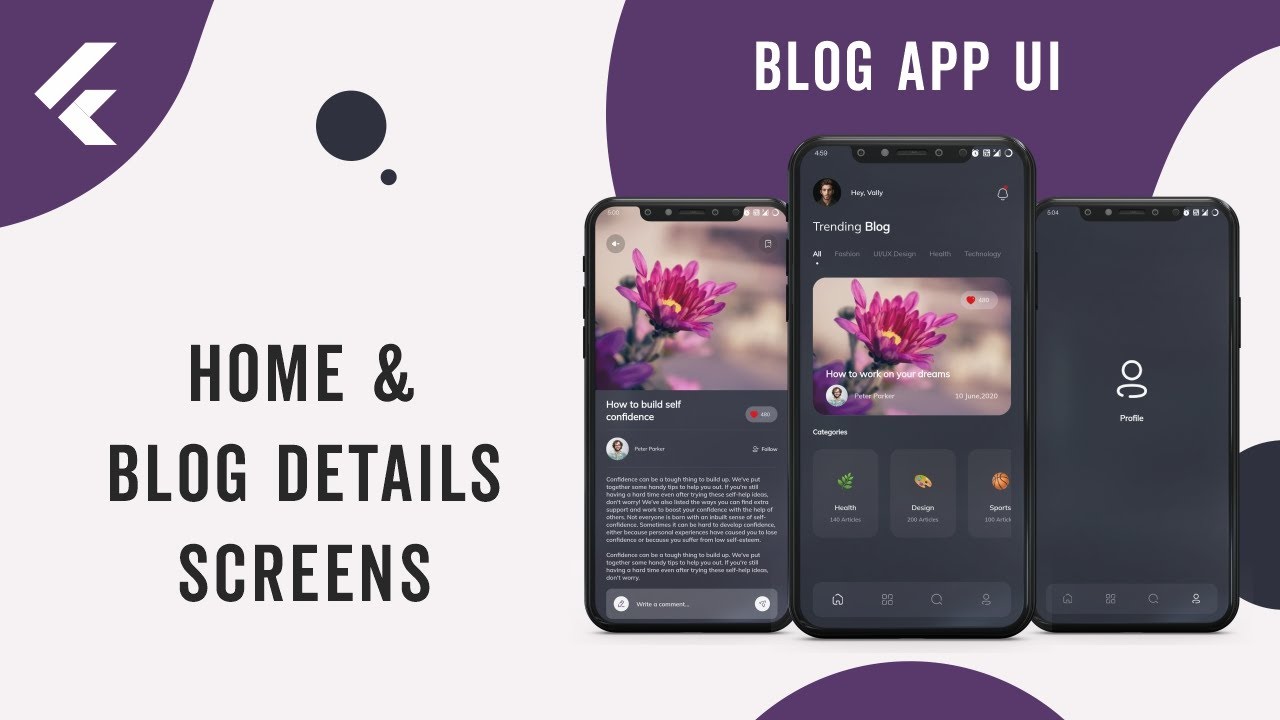 BLOG APP UI
HOME &
BLOG DETAILS
SCREENS
5:00
How to build self
confidence
480
Peter Parker
Follow
Confidence can be a tough thing to build up. We've put
together some handy tips to help you out. If you're still
having a hard time even after trying these self-help ideas,
don't worry! We've also listed the ways you can find extra
support and work to boost your confidence with the help of
others. Not everyone is born with an inbuilt sense of self-
confidence. Sometimes it can be hard to develop confidence,
either because personal experiences have caused you to lose
confidence or because you suffer from low self-esteem.
Confidence can be a tough thing to build up. We've put
together some handy tips to help you out. If you're still
having a hard time even after trying these self-help ideas,
don't worry.
Write a comment...
4:59
Hey, Vally
Trending Blog
All Fashion UI/UX Design Health Technology
480
How to work on your dreams
Peter Parker 10 June,2020
Categories
Health Design Sports
140 Articles 200 Articles 100 Artic
5:04
Profile